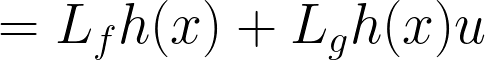 = L_f h(x) + L_g h(x)u